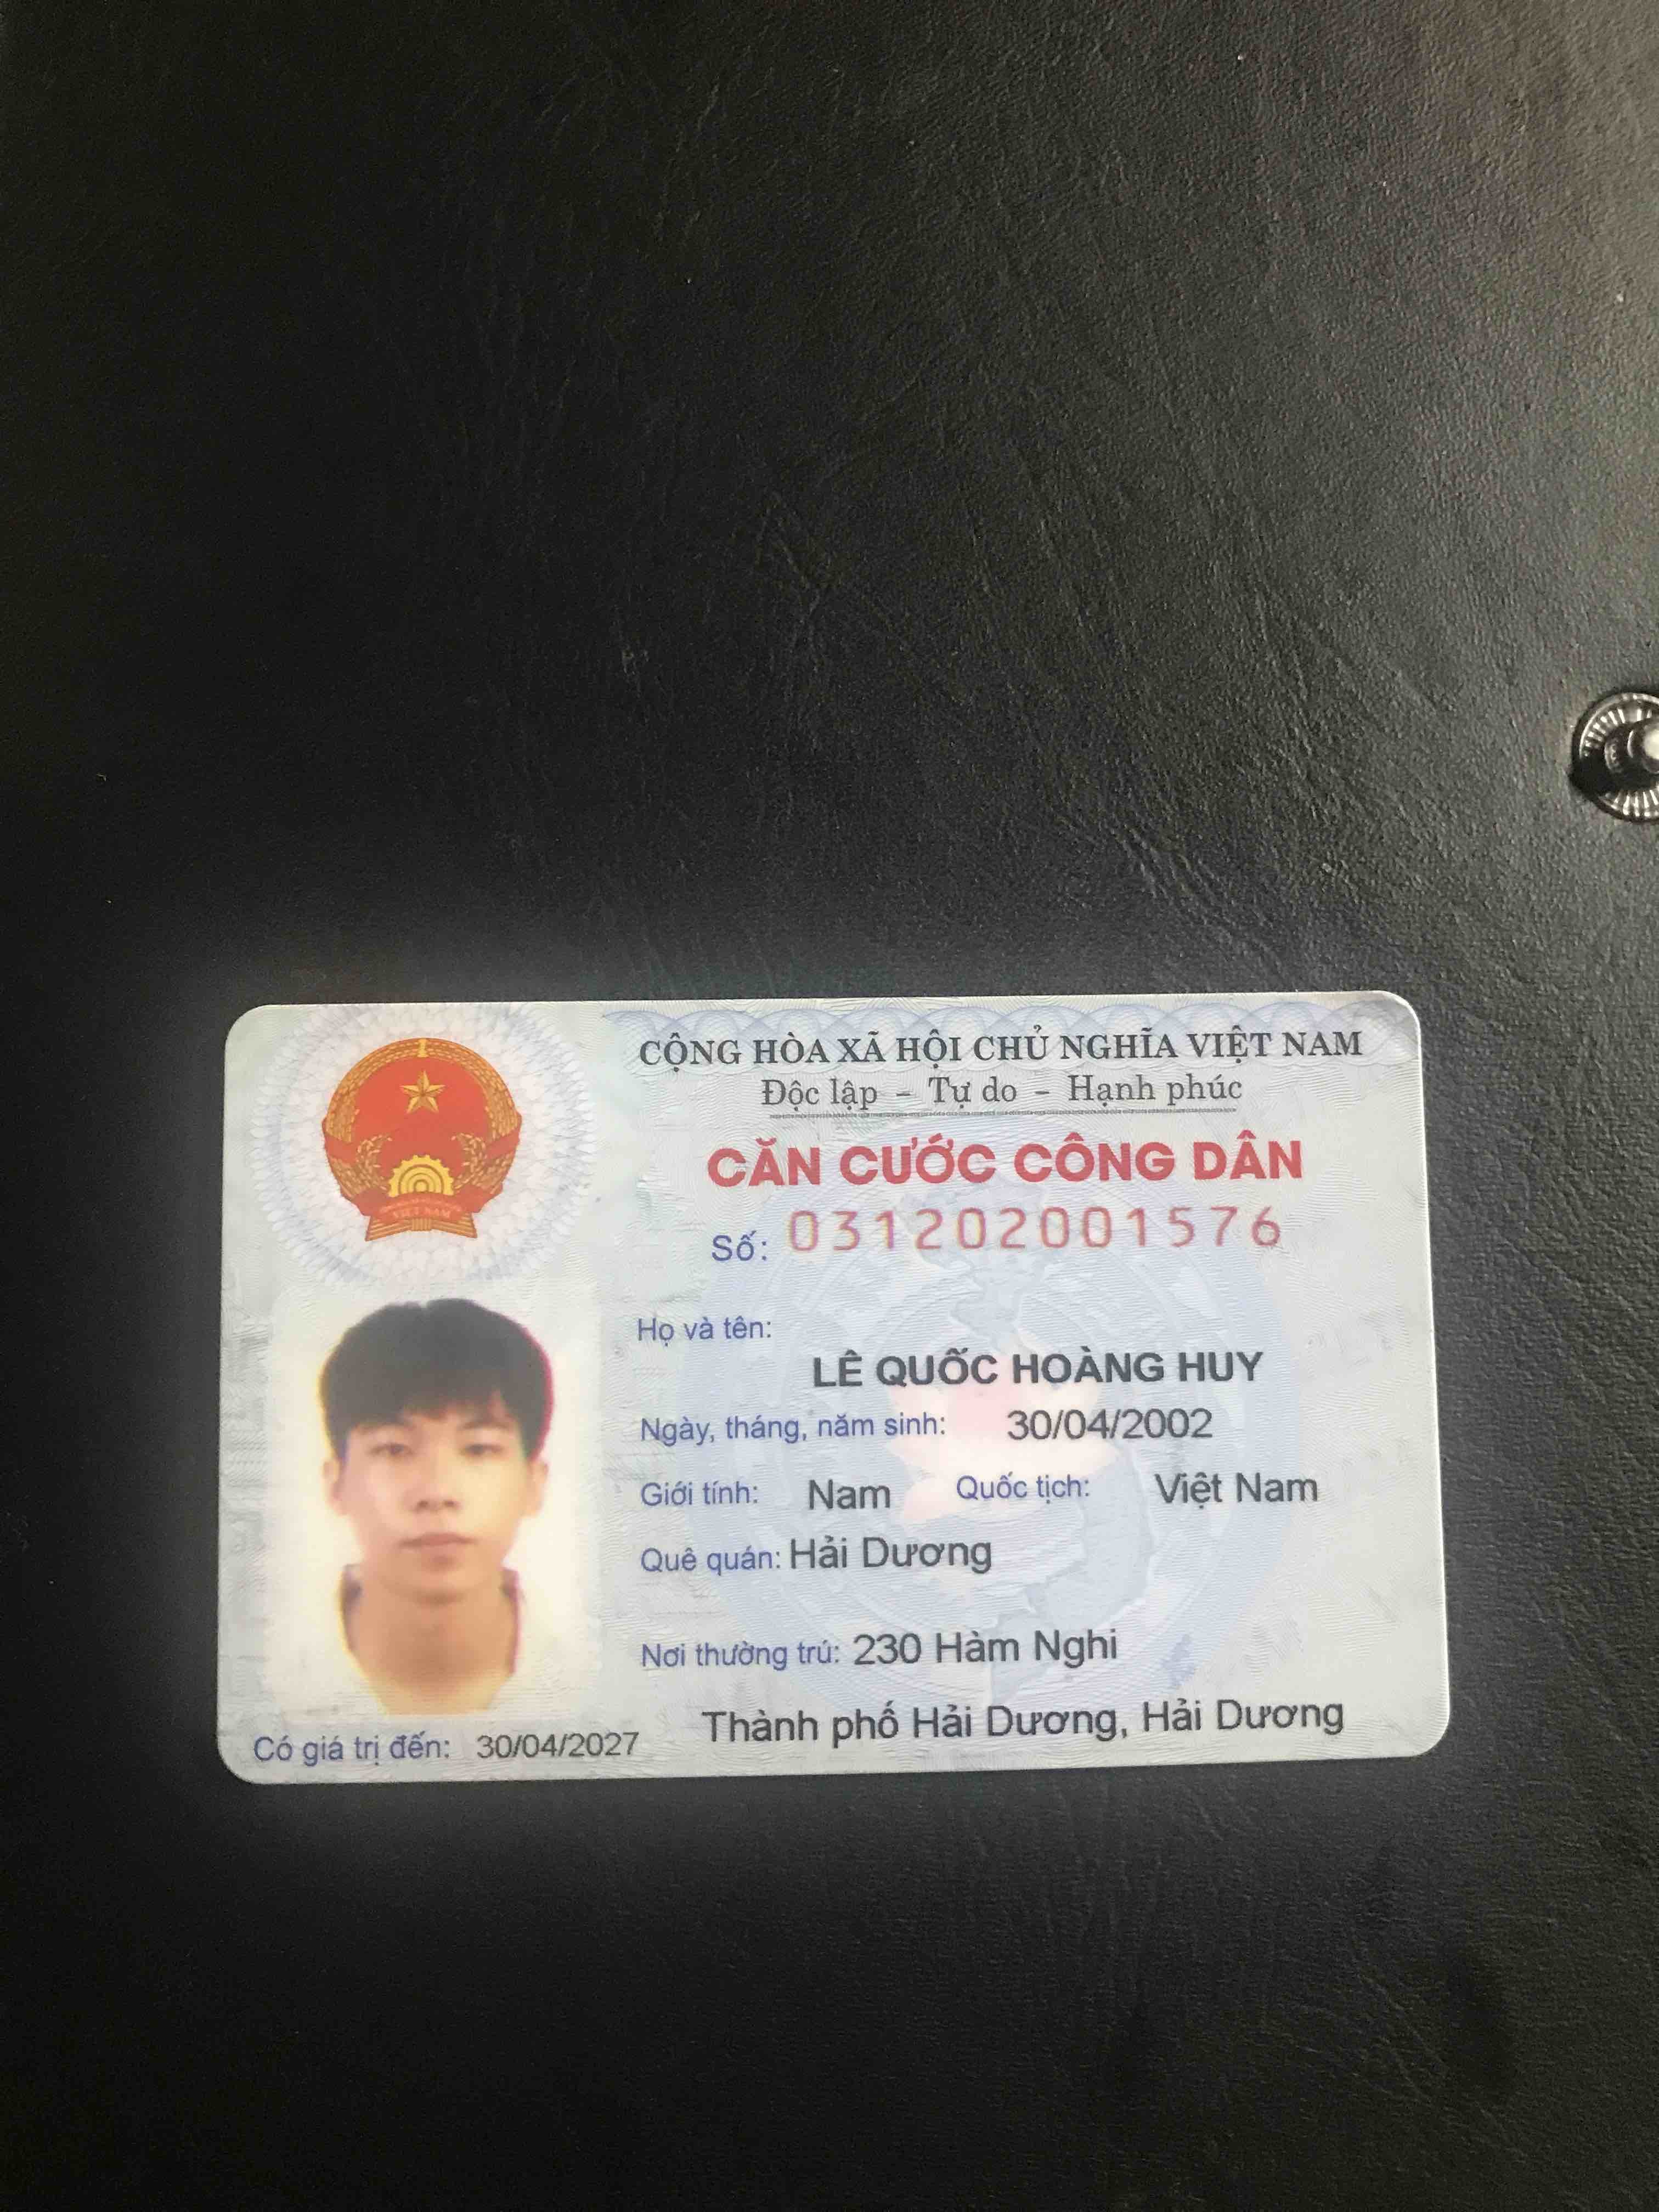 CỘNG HÒA XÃ HỘI CHỦ NGHĨA VIỆT NAM
Độc lập - Tự do - Hạnh phúc
CĂN CƯỚC CÔNG DÂN
Số: 031202001576
Họ và tên:
LÊ QUỐC HOÀNG HUY
Ngày, tháng, năm sinh: 30/04/2002
Giới tính: Nam Quốc tịch: Việt Nam
Quê quán: Hải Dương
Nơi thường trú: 230 Hàm Nghi
Thành phố Hải Dương, Hải Dương
Có giá trị đến: 30/04/2027